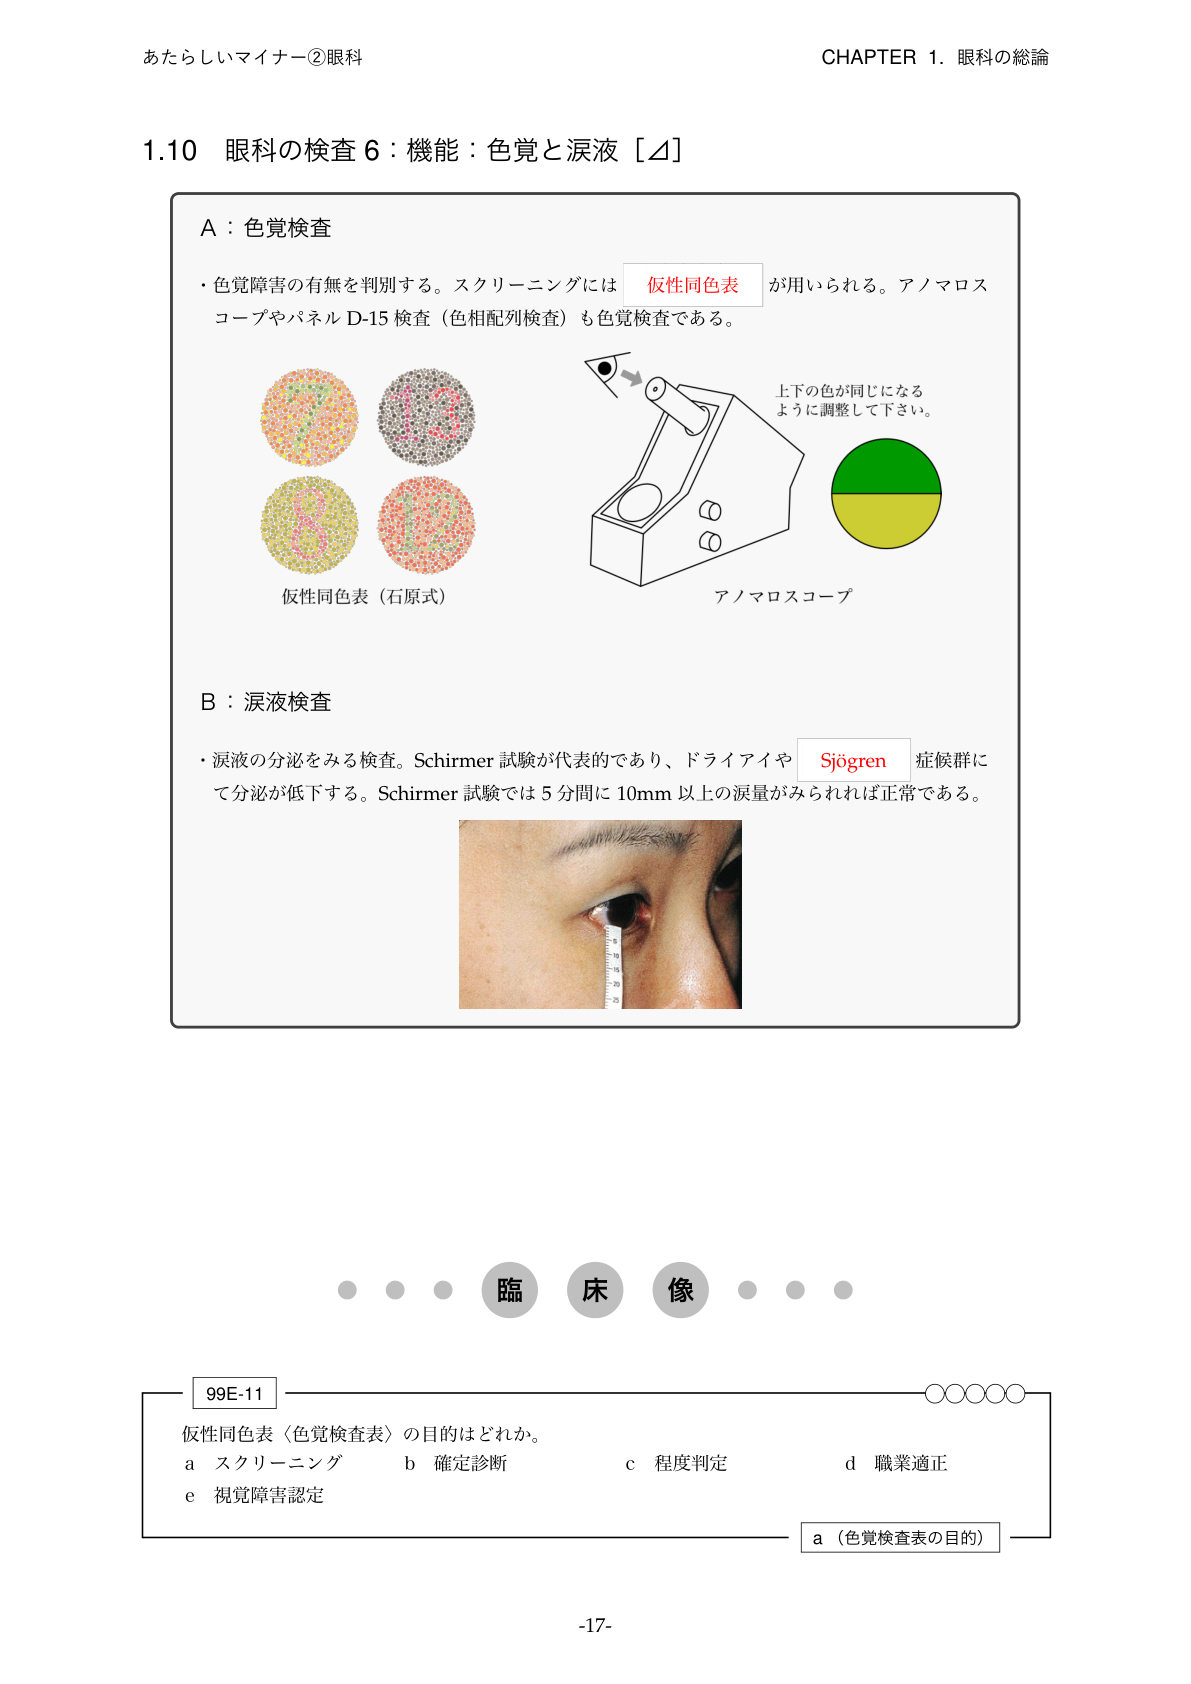 あたらしいマイナー②眼科
CHAPTER 1. 眼科の総論
1.10 眼科の検査 6：機能：色覚と涙液［⊿］
A：色覚検査
・色覚障害の有無を判別する。スクリーニングには 仮性同色表 が用いられる。アノマロス
コープやパネル D-15 検査（色相配列検査）も色覚検査である。
7
13
8
12
仮性同色表（石原式）
上下の色が同じになる
ように調整して下さい。
アノマロスコープ
B：涙液検査
・涙液の分泌をみる検査。Schirmer 試験が代表的であり、ドライアイや Sjögren 症候群に
て分泌が低下する。Schirmer 試験では 5 分間に 10mm 以上の涙量がみられれば正常である。
5
10
15
20
25
臨床像
99E-11
仮性同色表〈色覚検査表〉の目的はどれか。
a スクリーニング b 確定診断 c 程度判定 d 職業適正
e 視覚障害認定
a （色覚検査表の目的）
-17-